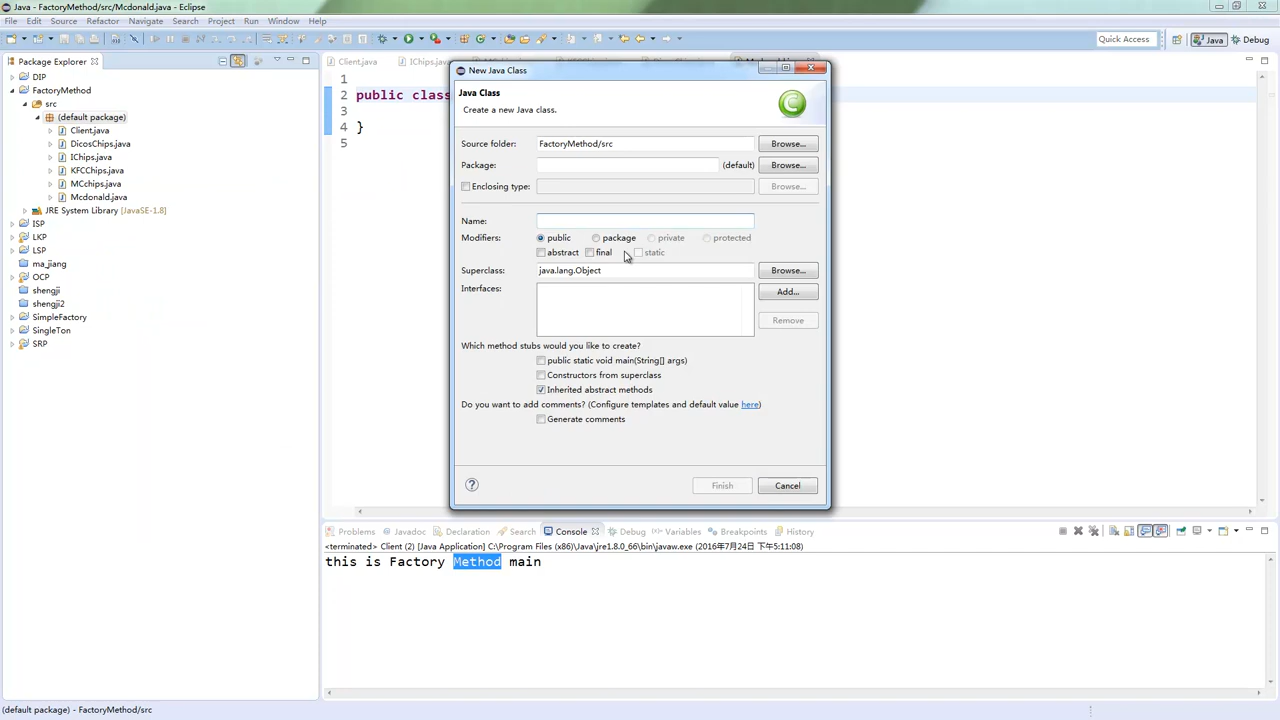 Java - FactoryMethod/src/Mcdonald.java - Eclipse
File Edit Source Refactor Navigate Search Project Run Window Help
Quick Access
Java
Debug
Package Explorer
DIP
FactoryMethod
src
(default package)
Client.java
DicosChips.java
IChips.java
KFCChips.java
MCchips.java
Mcdonald.java
JRE System Library [JavaSE-1.8]
ISP
LKP
LSP
ma_jiang
OCP
shengji
shengji2
SimpleFactory
SingleTon
SRP
Client.java
1
2 public class
3
4 }
5
New Java Class
Java Class
Create a new Java class.
Source folder: FactoryMethod/src Browse...
Package: (default) Browse...
Enclosing type: Browse...
Name:
Modifiers: public package private protected
abstract final static
Superclass: java.lang.Object Browse...
Interfaces: Add...
Remove
Which method stubs would you like to create?
public static void main(String[] args)
Constructors from superclass
Inherited abstract methods
Do you want to add comments? (Configure templates and default value here)
Generate comments
Finish Cancel
Problems Javadoc Declaration Search Console Debug Variables Breakpoints History
<terminated> Client (2) [Java Application] C:\Program Files (x86)\Java\jre1.8.0_66\bin\javaw.exe (2016年7月24日 下午5:11:08)
this is Factory Method main
(default package) - FactoryMethod/src